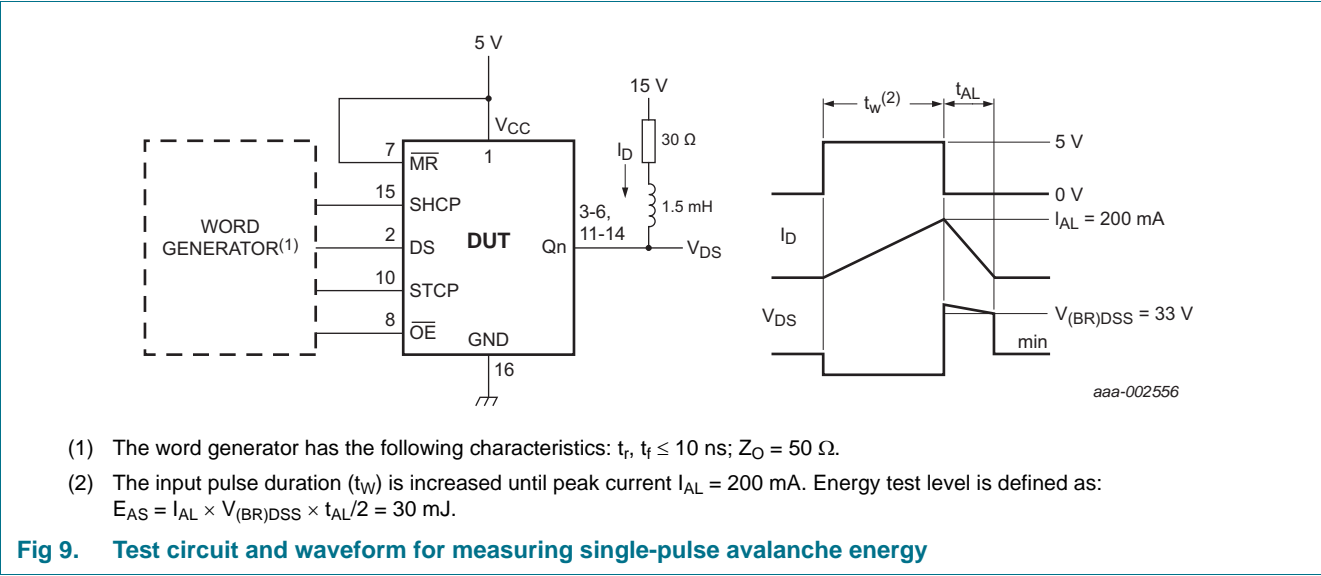 5 V
15 V
t_W(2)
t_AL
V_CC
30 Ω
5 V
7
MR
1
I_D
0 V
15
SHCP
1.5 mH
I_AL = 200 mA
WORD
GENERATOR(1)
3-6,
11-14
I_D
2
DS
DUT
Qn
V_DS
10
STCP
V_DS
V_(BR)DSS = 33 V
8
OE
GND
min
16
aaa-002556
(1) The word generator has the following characteristics: t_r, t_f ≤ 10 ns; Z_O = 50 Ω.
(2) The input pulse duration (t_W) is increased until peak current I_AL = 200 mA. Energy test level is defined as:
E_AS = I_AL × V_(BR)DSS × t_AL/2 = 30 mJ.
Fig 9. Test circuit and waveform for measuring single-pulse avalanche energy